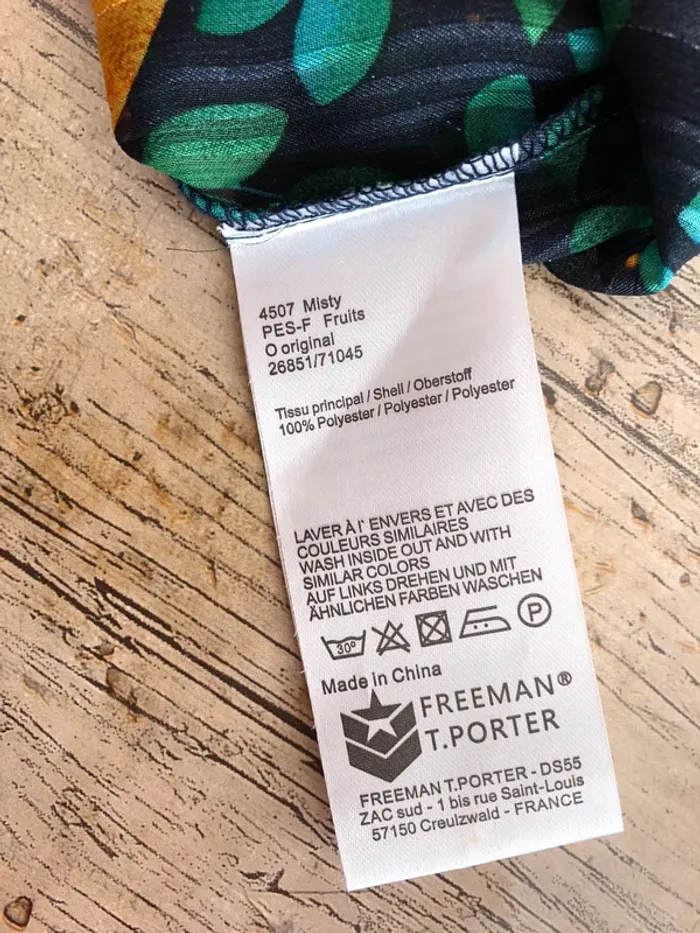 4507 Misty
PES-F Fruits
O original
26851/71045
Tissu principal / Shell / Oberstoff
100% Polyester / Polyester / Polyester
LAVER À l' ENVERS ET AVEC DES
COULEURS SIMILAIRES
WASH INSIDE OUT AND WITH
SIMILAR COLORS
AUF LINKS DREHEN UND MIT
ÄHNLICHEN FARBEN WASCHEN
30° P
Made in China
FREEMAN®
T.PORTER
FREEMAN T.PORTER - DS55
ZAC sud - 1 bis rue Saint-Louis
57150 Creulzwald - FRANCE